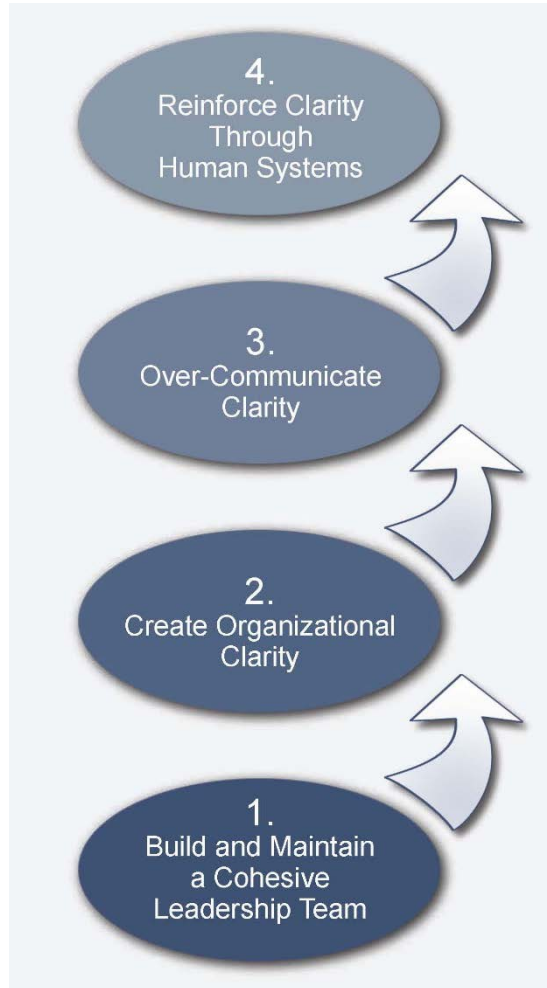 4.
Reinforce Clarity
Through
Human Systems
3.
Over-Communicate
Clarity
2.
Create Organizational
Clarity
1.
Build and Maintain
a Cohesive
Leadership Team